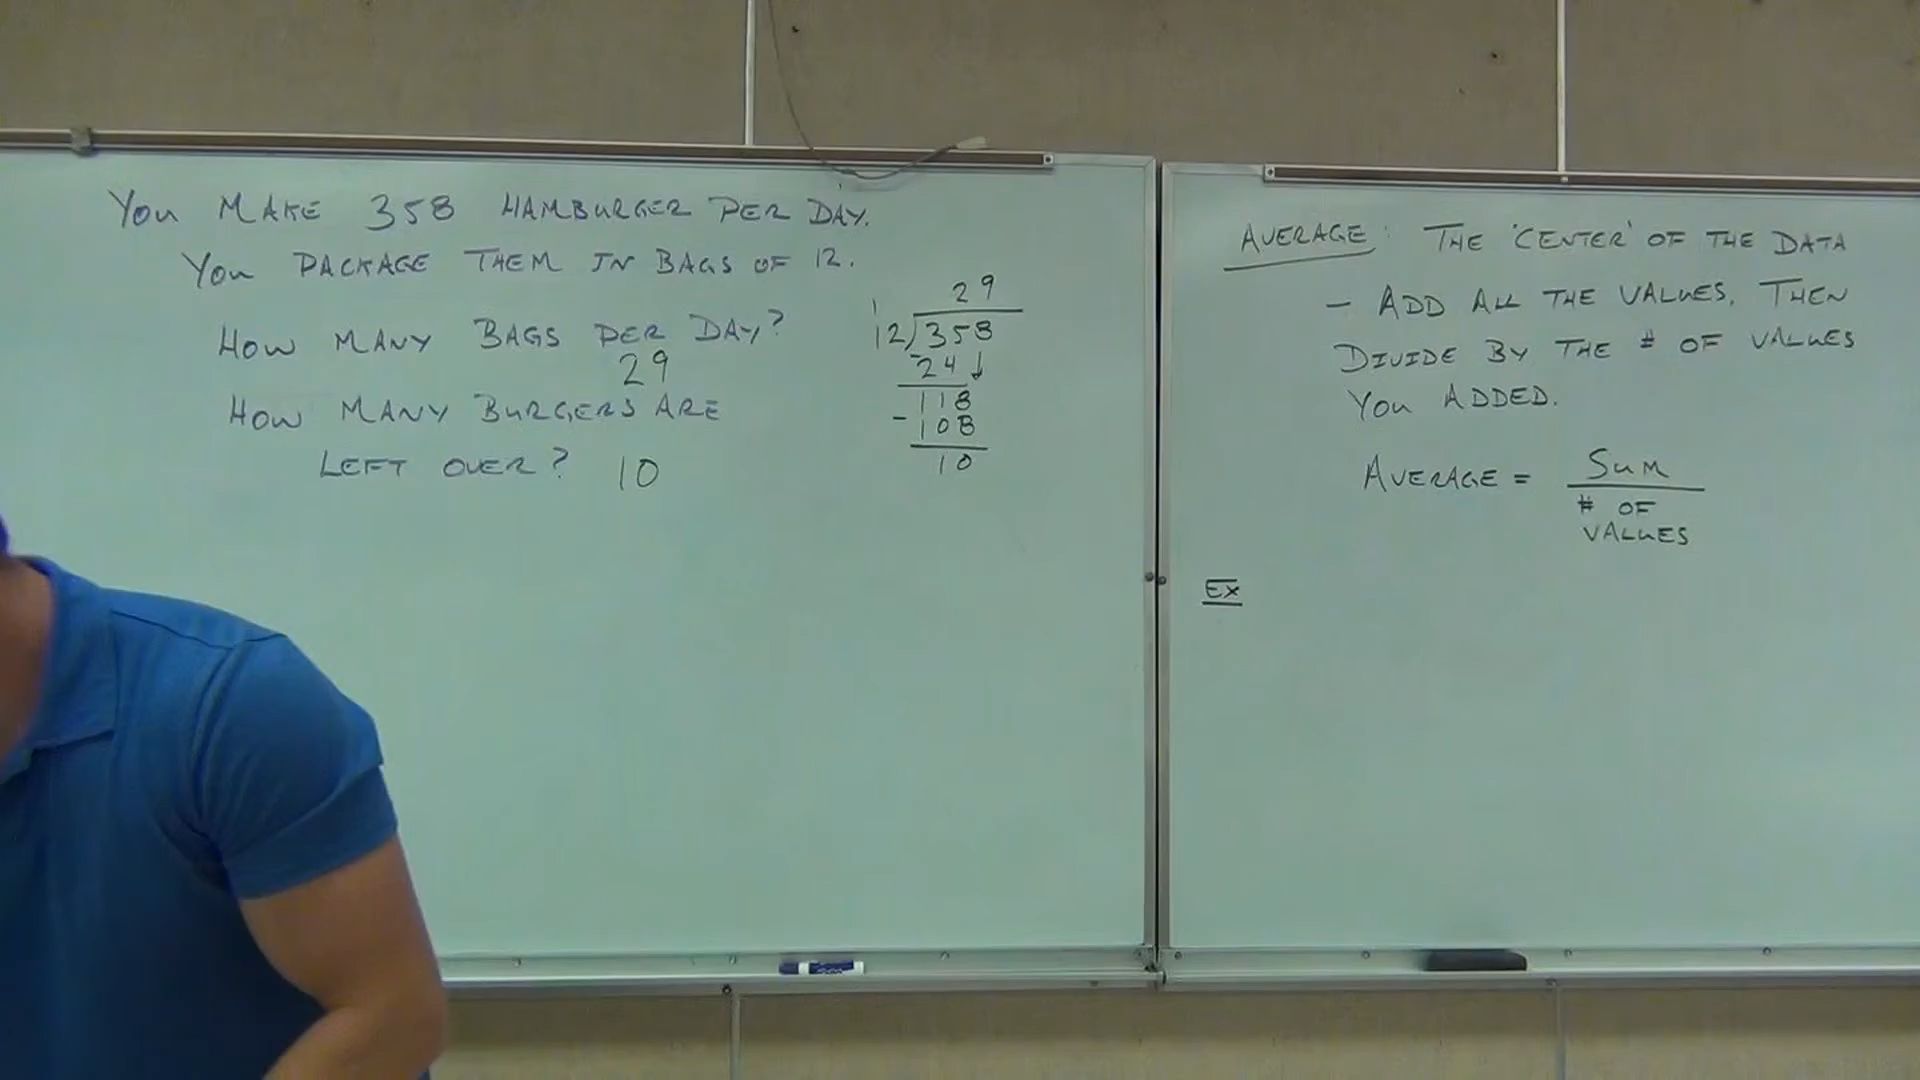 You MAKE 358 HAMBURGER PER DAY.
You PACKAGE THEM IN BAGS OF 12.
HOW MANY BAGS PER DAY?
29
HOW MANY BURGERS ARE
LEFT OVER? 10
29
1
12)358
-24↓
118
-108
10
AVERAGE: THE 'CENTER' OF THE DATA
- ADD ALL THE VALUES, THEN
DIVIDE BY THE # OF VALUES
YOU ADDED.
AVERAGE = SUM
# OF
VALUES
EX